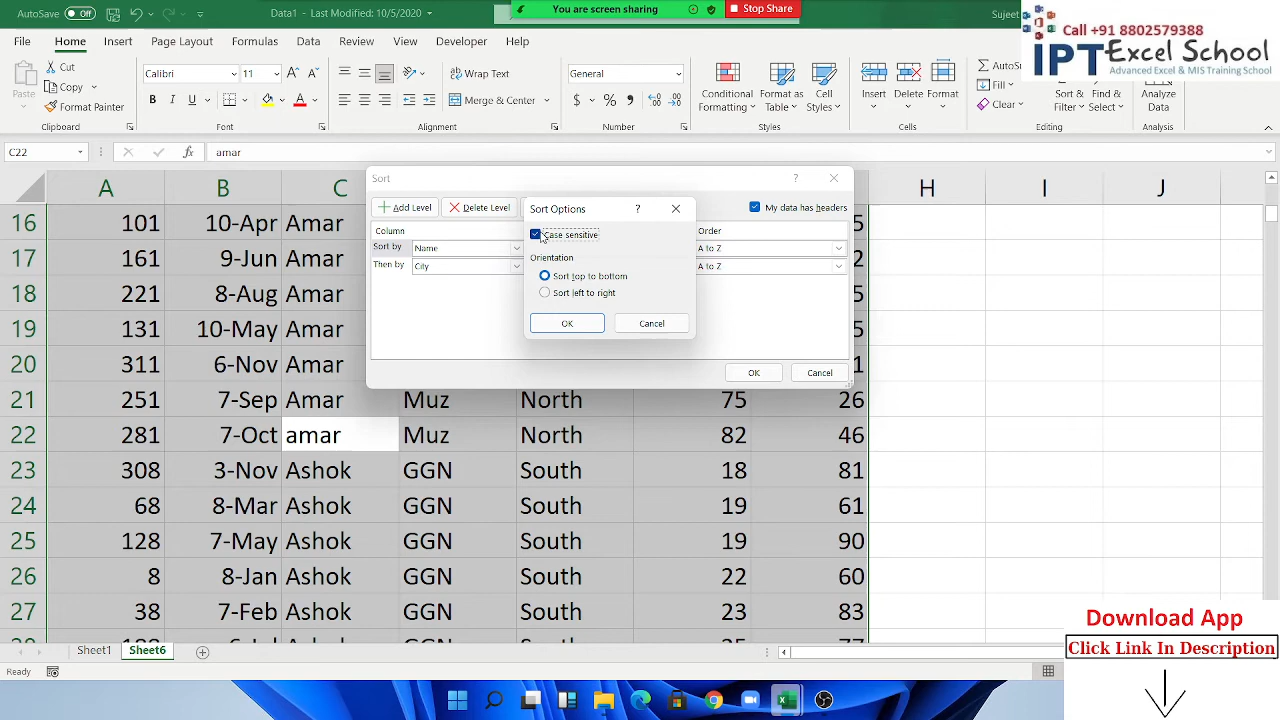 AutoSave Off Data1 - Last Modified: 10/5/2020 You are screen sharing Stop Share Sujeet
Call +91 8802579388
IPT Excel School
Advanced Excel & MIS Training School
File Home Insert Page Layout Formulas Data Review View Developer Help
Paste Cut Copy
Calibri 11
B I U
Wrap Text
Merge & Center
General
$ % ,
Conditional Formatting
Format as Table
Cell Styles
Insert Delete Format
Fill
Clear
Sort & Filter
Find & Select
Analyze Data
Clipboard Font Alignment Number Styles Cells Editing Analysis
C22 fx amar
A B C H I J
Sort ?
Add Level Delete Level My data has headers
Column Order
Sort by Name A to Z
Then by City A to Z
OK Cancel
Sort Options ?
Case sensitive
Orientation
Sort top to bottom
Sort left to right
OK Cancel
16 101 10-Apr Amar 5
17 161 9-Jun Amar 2
18 221 8-Aug Amar 5
19 131 10-May Amar 5
20 311 6-Nov Amar 1
21 251 7-Sep Amar Muz North 75 26
22 281 7-Oct amar Muz North 82 46
23 308 3-Nov Ashok GGN South 18 81
24 68 8-Mar Ashok GGN South 19 61
25 128 7-May Ashok GGN South 19 90
26 8 8-Jan Ashok GGN South 22 60
27 38 7-Feb Ashok GGN South 23 83
Sheet1 Sheet6
Ready
Download App
Click Link In Description